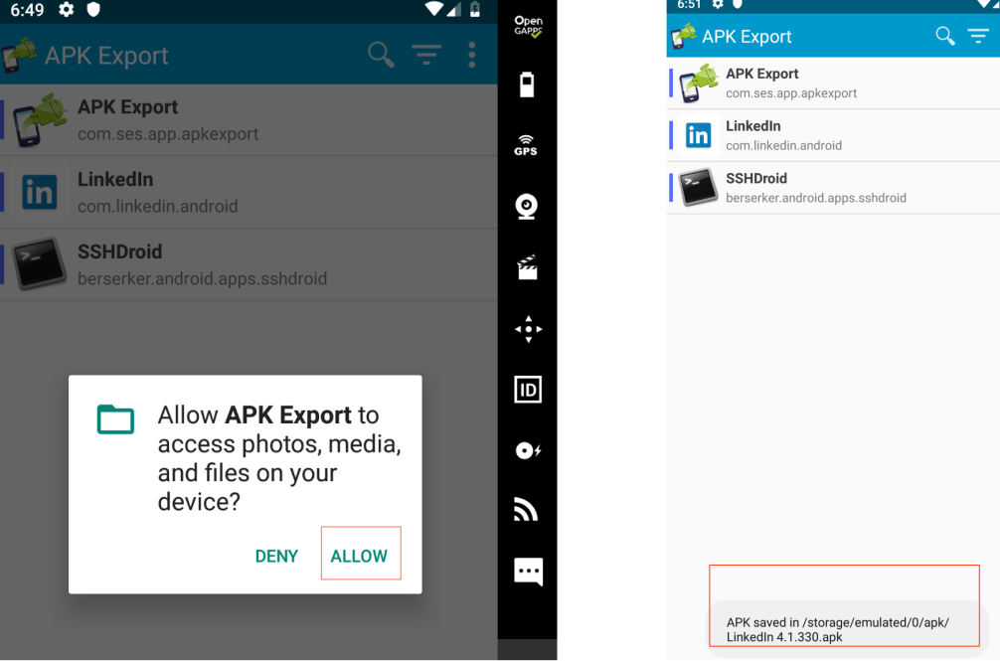 6:49
APK Export
APK Export
com.ses.app.apkexport
LinkedIn
com.linkedin.android
SSHDroid
berserker.android.apps.sshdroid
Allow APK Export to
access photos, media,
and files on your
device?
DENY
ALLOW
Open
GAPPS
GPS
ID
6:51
APK Export
APK Export
com.ses.app.apkexport
LinkedIn
com.linkedin.android
SSHDroid
berserker.android.apps.sshdroid
APK saved in /storage/emulated/0/apk/
LinkedIn 4.1.330.apk